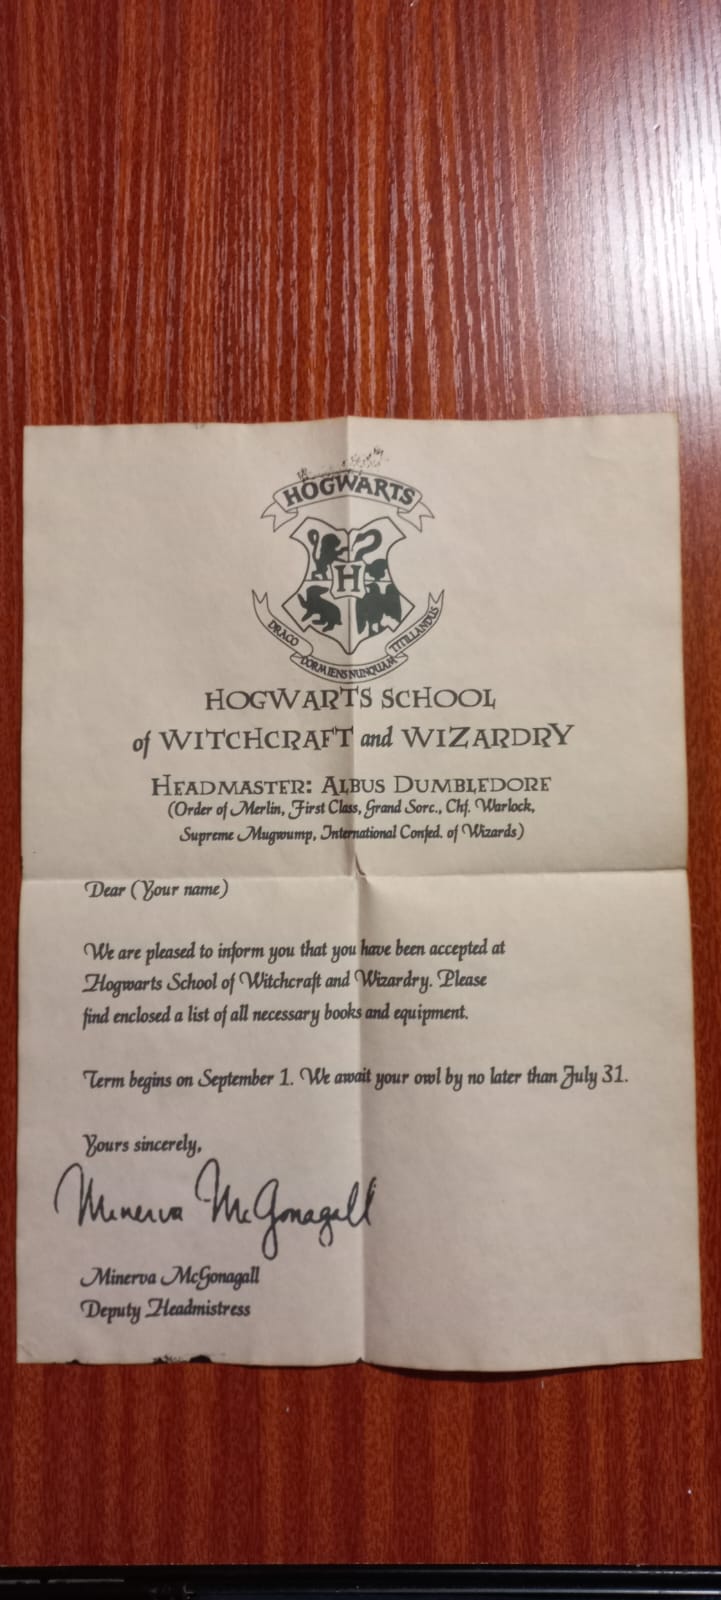 HOGWARTS
H
DRACO DORMIENS NUNQUAM TITILLANDUS
HOGWARTS SCHOOL
of WITCHCRAFT and WIZARDRY
HEADMASTER: ALBUS DUMBLEDORE
(Order of Merlin, First Class, Grand Sorc., Chf. Warlock,
Supreme Mugwump, International Confed. of Wizards)
Dear (Your name)
We are pleased to inform you that you have been accepted at
Hogwarts School of Witchcraft and Wizardry. Please
find enclosed a list of all necessary books and equipment.
Term begins on September 1. We await your owl by no later than July 31.
Yours sincerely,
Minerva McGonagall
Minerva McGonagall
Deputy Headmistress